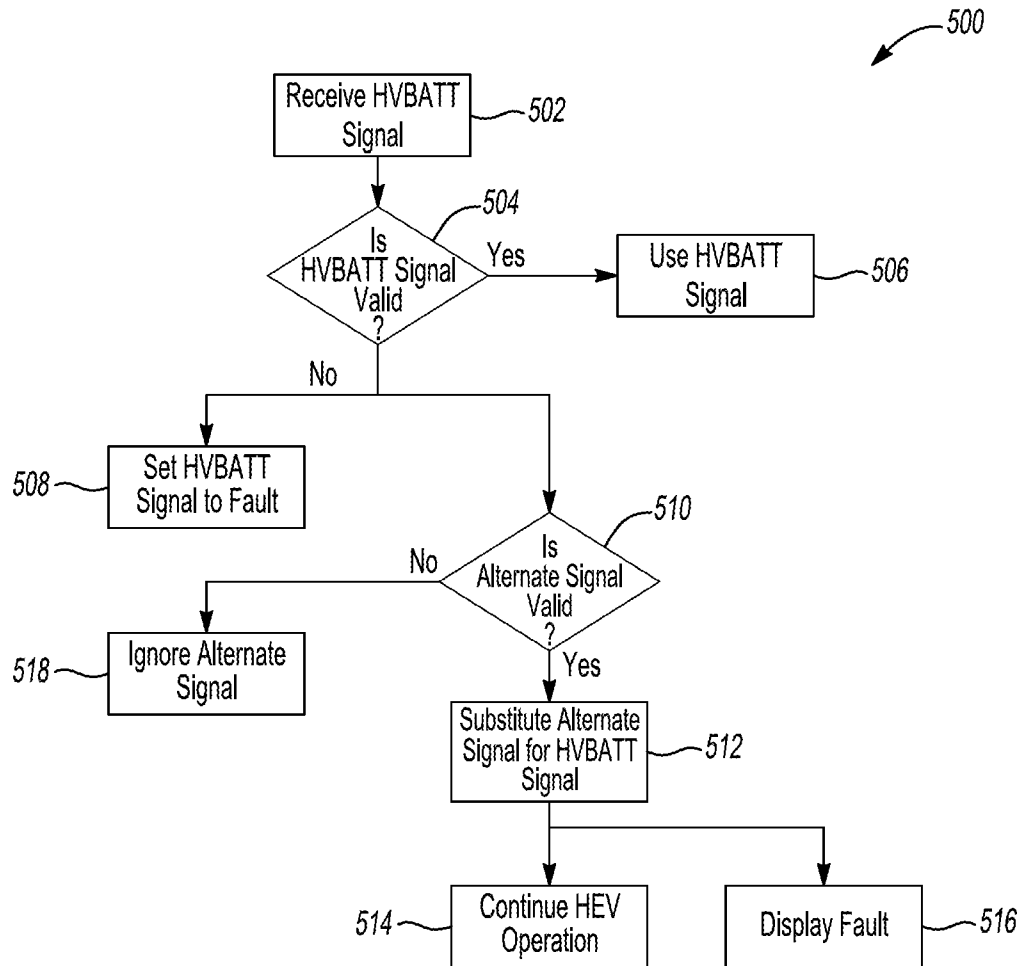 500
Receive HVBATT
Signal
502
504
Is
HVBATT Signal
Valid
?
Yes
Use HVBATT
Signal
506
No
Set HVBATT
Signal to Fault
508
510
Is
Alternate Signal
Valid
?
No
Ignore Alternate
Signal
518
Yes
Substitute Alternate
Signal for HVBATT
Signal
512
Continue HEV
Operation
514
Display Fault
516